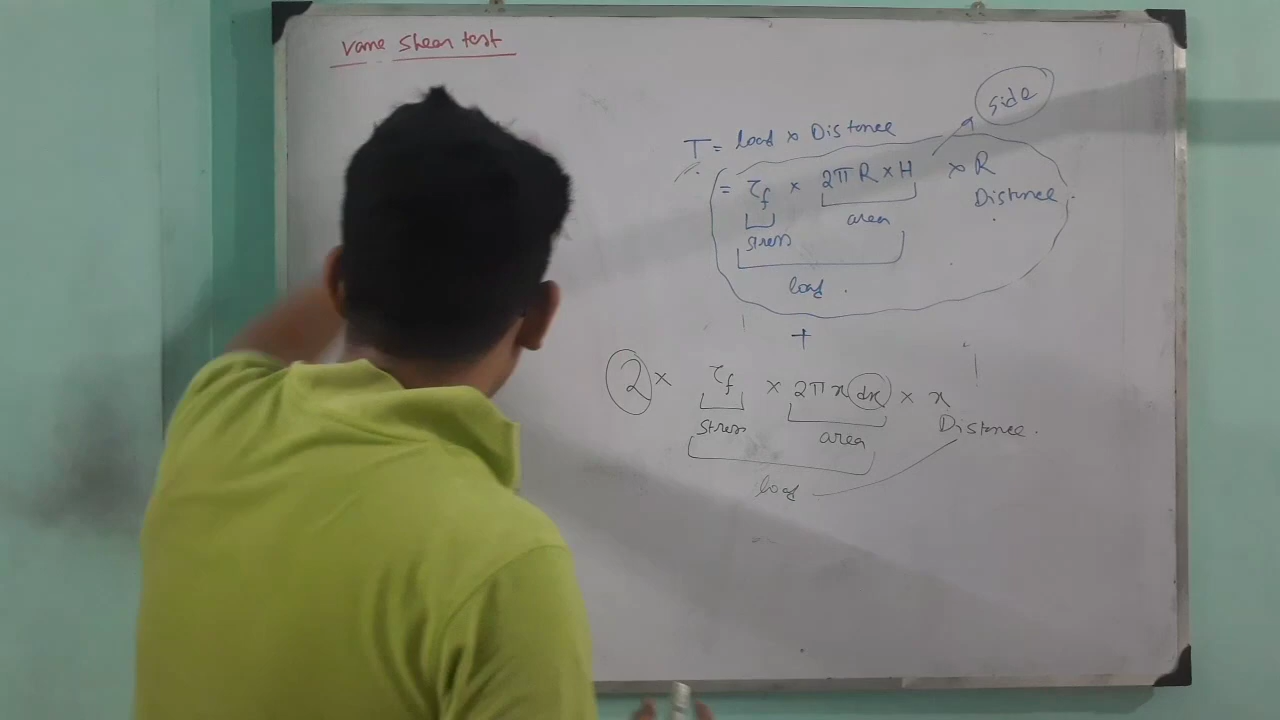 Vane Shear test
side
T = load × Distance
= τf × 2πR×H × R
Distance.
area
stress
load .
+
2 × τf × 2πx dx × x
stress
area
Distance .
load